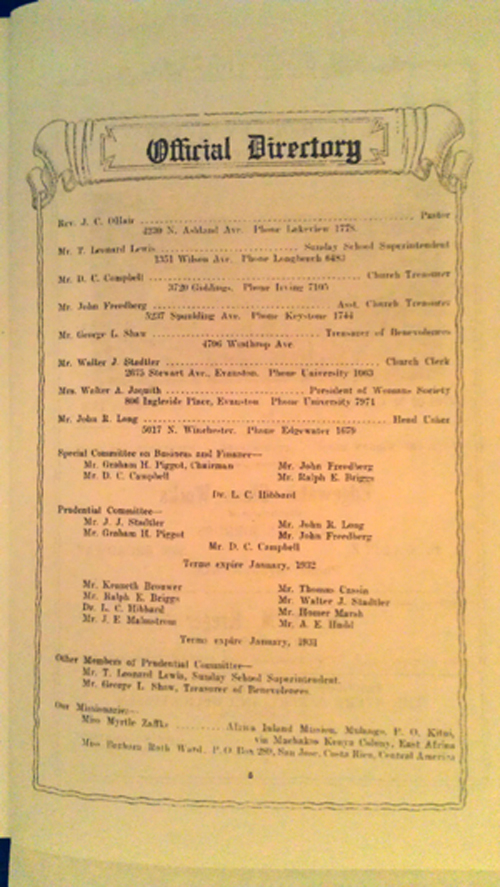 Official Directory
Rev. J. C. OHair ........ Pastor
4230 N. Ashland Ave. Phone Lakeview 1778.
Mr. T. Leonard Lewis ........ Sunday School Superintendent
1351 Wilson Ave. Phone Longbeach 6483
Mr. D. C. Campbell ........ Church Treasurer
3720 Giddings. Phone Irving 7105
Mr. John Freedberg ........ Asst. Church Treasurer
5237 Spaulding Ave. Phone Keystone 1744
Mr. George L. Shaw ........ Treasurer of Benevolences
4706 Winthrop Ave
Mr. Walter J. Stadtler ........ Church Clerk
2675 Stewart Ave., Evanston. Phone University 1063
Mrs. Walter A. Jaquith ........ President of Womans Society
806 Ingleside Place, Evanston Phone University 7971
Mr. John R. Long ........ Head Usher
5617 N. Winchester. Phone Edgewater 1679
Special Committee on Business and Finance—
Mr. Graham H. Piggot, Chairman Mr. John Freedberg
Mr. D. C. Campbell Mr. Ralph E. Briggs
Dr. L. C. Hibbard
Prudential Committee—
Mr. J. J. Stadtler Mr. John R. Long
Mr. Graham H. Piggot Mr. John Freedberg
Mr. D. C. Campbell
Terms expire January, 1932
Mr. Kenneth Brouwer Mr. Thomas Cassin
Mr. Ralph E. Briggs Mr. Walter J. Stadtler
Dr. L. C. Hibbard Mr. Homer Marsh
Mr. J. E. Malmstrom Mr. A. E.
Terms expire January, 1931
Other Members of Prudential Committee—
Mr. T. Leonard Lewis, Sunday School Superintendent.
Mr. George L. Shaw, Treasurer of Benevolences
Our Missionaries—
Miss Myrtle Zaffke ........ Africa Inland Mission, Mulango, P. O. Kitui,
via Machakos Kenya Colony, East Africa
Miss Barbara Ruth Ward. P. O. Box 289, San Jose, Costa Rica, Central America